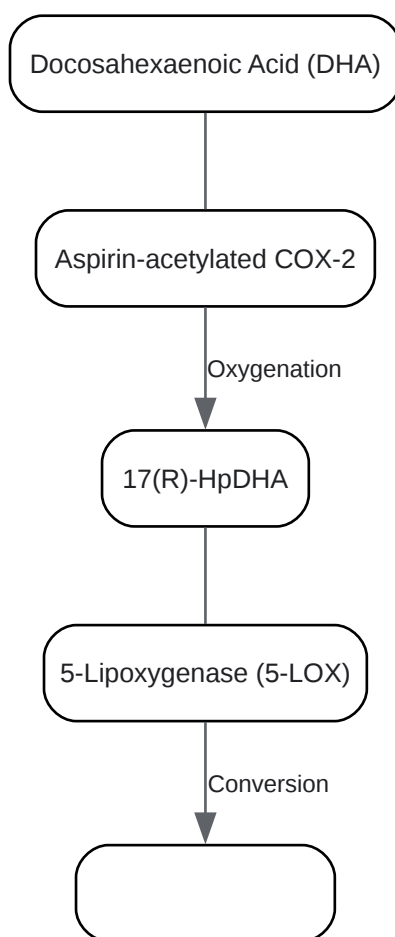 Docosahexaenoic Acid (DHA)
Aspirin-acetylated COX-2
Oxygenation
17(R)-HpDHA
5-Lipoxygenase (5-LOX)
Conversion